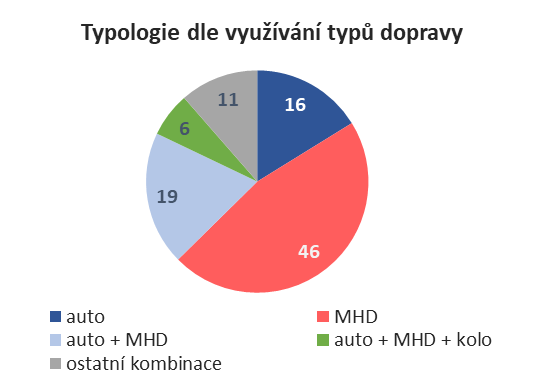 Typologie dle využívání typů dopravy
11
16
6
19
46
auto
MHD
auto + MHD
auto + MHD + kolo
ostatní kombinace